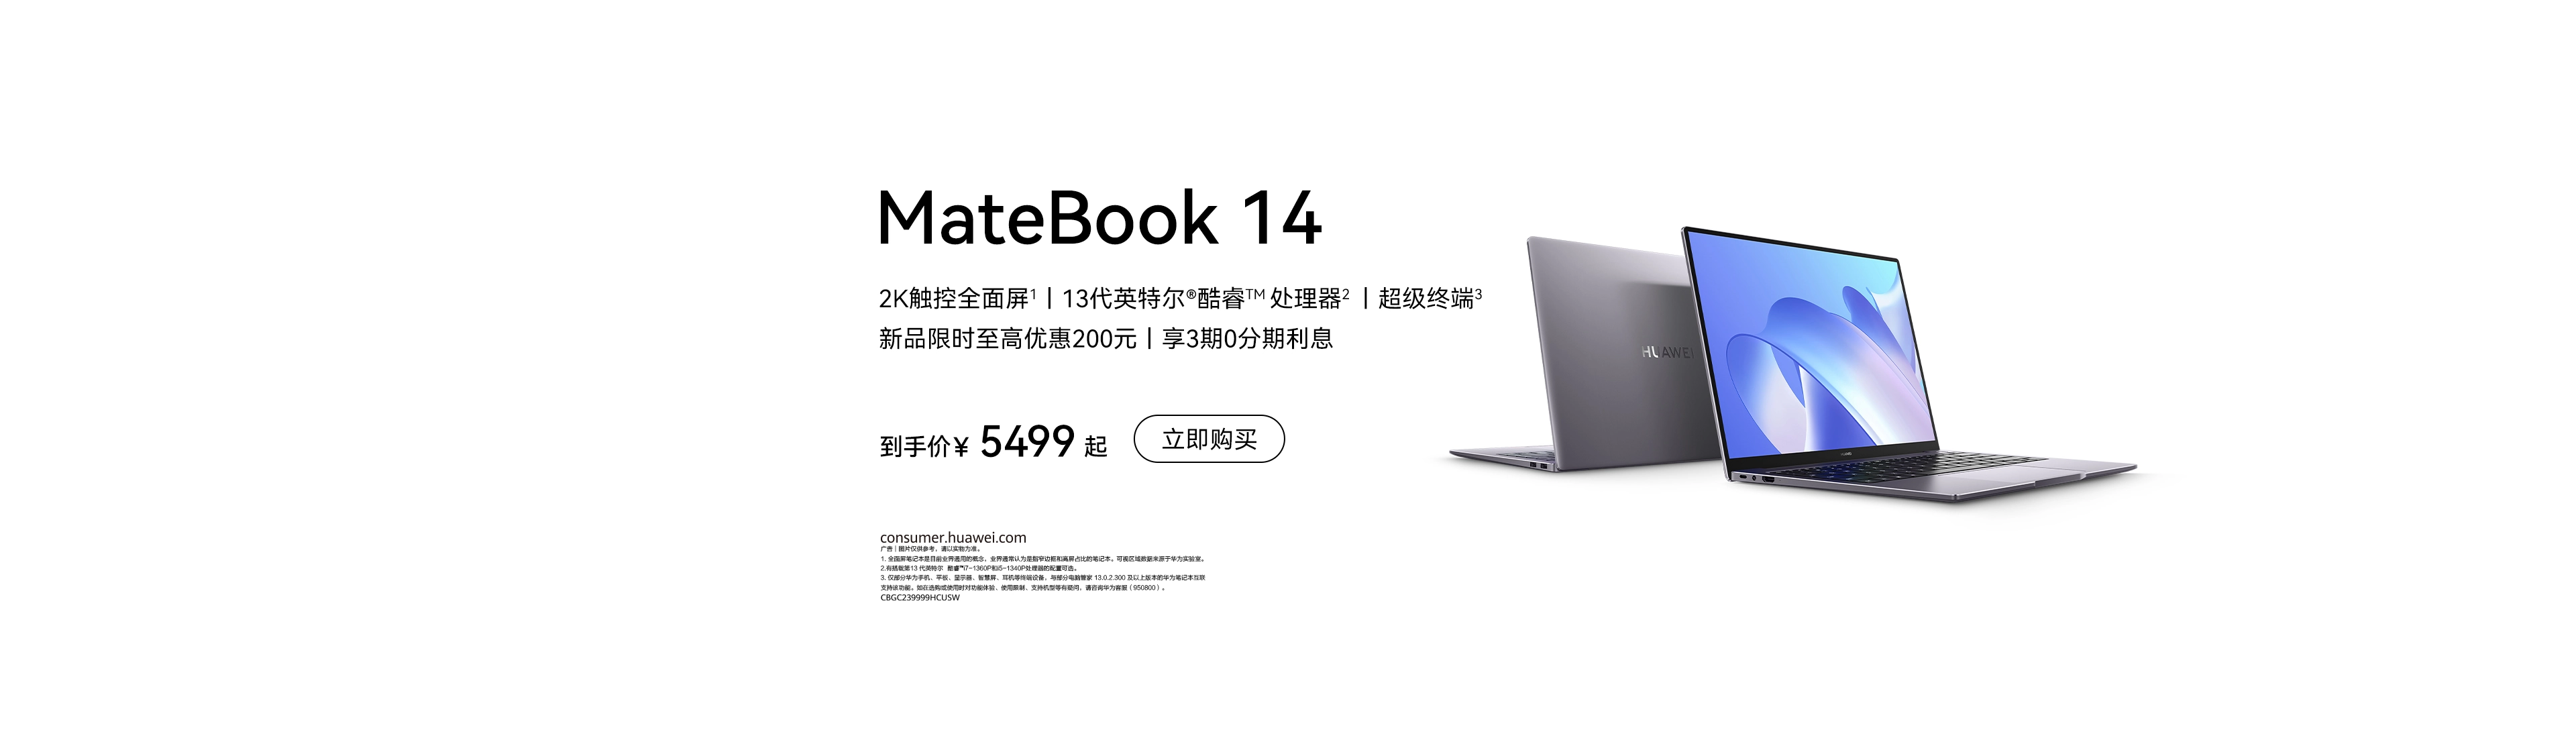 MateBook 14
2K触控全面屏¹丨13代英特尔®酷睿™ 处理器² 丨超级终端³
新品限时至高优惠200元丨享3期0分期利息
到手价¥ 5499 起
立即购买
HUAWEI
consumer.huawei.com
广告丨图片仅供参考，请以实物为准。
1. 全面屏笔记本是目前业界通用的概念，业界通常认为是指窄边框和高屏占比的笔记本。可视区域数据来源于华为实验室。
2.有搭载第13 代英特尔 酷睿™i7-1360P和i5-1340P处理器的配置可选。
3. 仅部分华为手机、平板、显示器、智慧屏、耳机等终端设备，与部分电脑管家 13.0.2.300 及以上版本的华为笔记本互联
支持该功能。如在选购或使用时对功能体验、使用限制、支持机型等有疑问，请咨询华为客服（950800）。
CBGC239999HCUSW